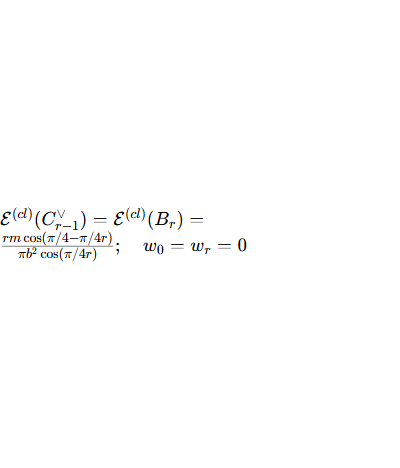 $\mathcal{E}^{(cl)}(C^{\vee}_{r-1}) = \mathcal{E}^{(cl)}(B_r) =$
$\frac{rm\cos(\pi/4-\pi/4r)}{\pi b^2\cos(\pi/4r)}; \quad w_0 = w_r = 0$